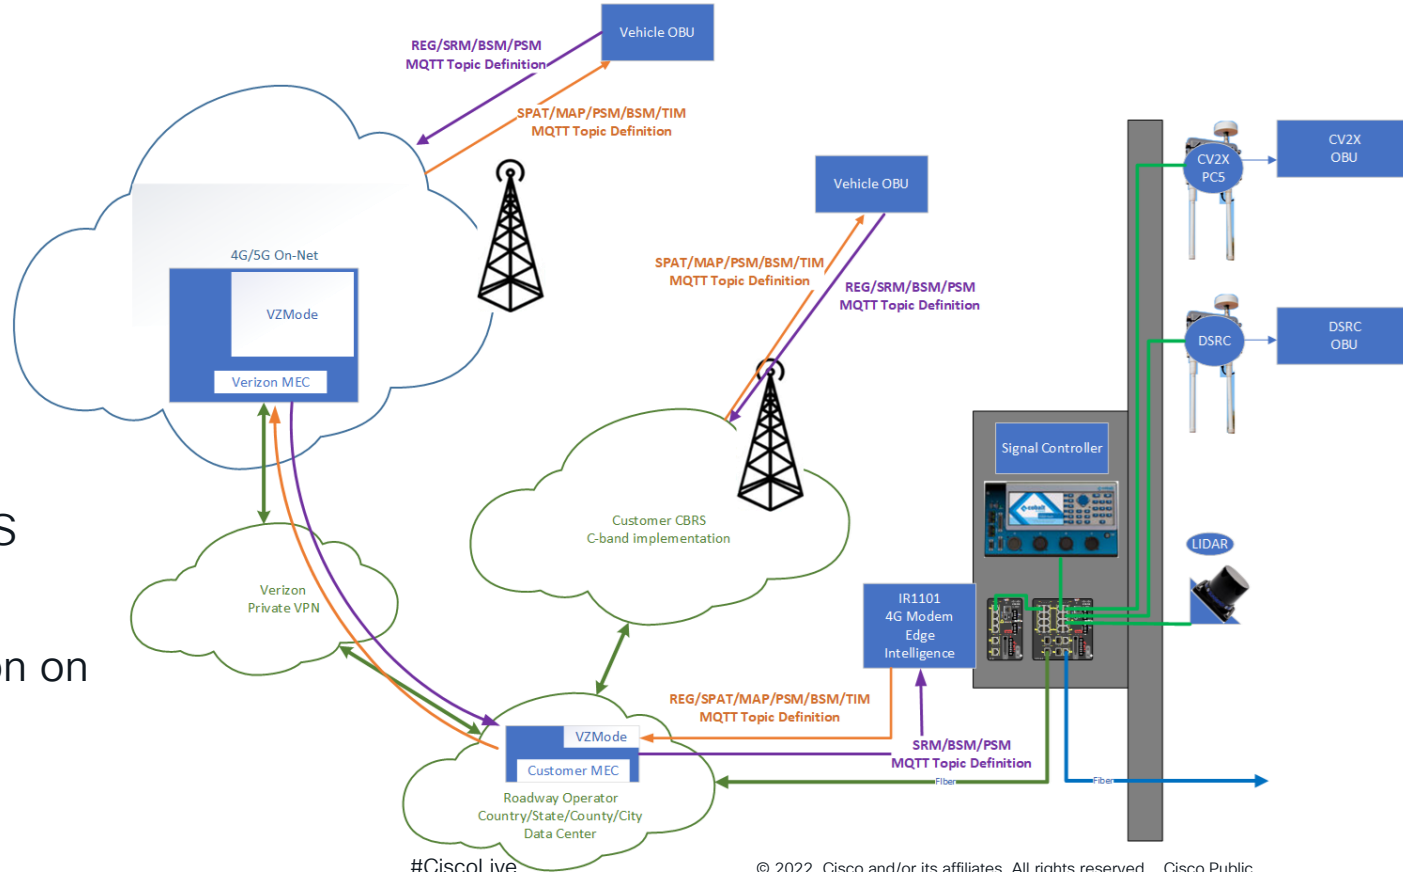 Vehicle OBU
REG/SRM/BSM/PSM
MQTT Topic Definition
SPAT/MAP/PSM/BSM/TIM
MQTT Topic Definition
CV2X
PC5
CV2X
OBU
Vehicle OBU
4G/5G On-Net
VZMode
Verizon MEC
SPAT/MAP/PSM/BSM/TIM
MQTT Topic Definition
REG/SRM/BSM/PSM
MQTT Topic Definition
DSRC
DSRC
OBU
Signal Controller
cobalt
S
Customer CBRS
C-band implementation
LIDAR
Verizon
Private VPN
IR1101
4G Modem
Edge
Intelligence
n on
REG/SPAT/MAP/PSM/BSM/TIM
MQTT Topic Definition
VZMode
Customer MEC
SRM/BSM/PSM
MQTT Topic Definition
Fiber
Fiber
Roadway Operator
Country/State/County/City
Data Center
#CiscoLive
© 2022 Cisco and/or its affiliates. All rights reserved. Cisco Public